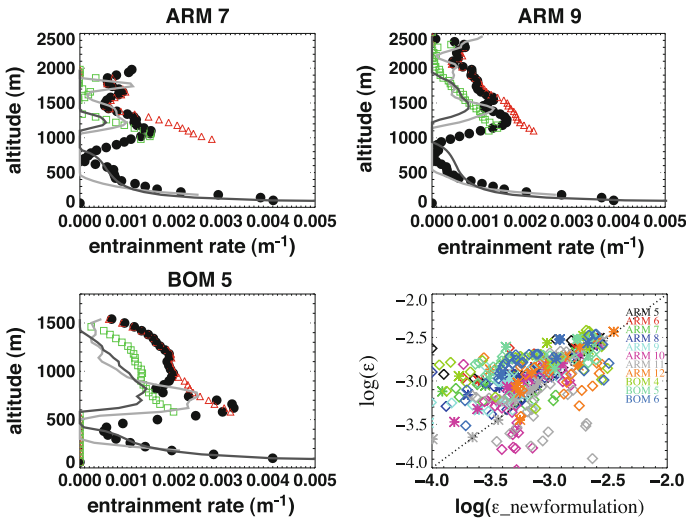 ARM 7
2500
2000
1500
1000
500
0
altitude (m)
0.000 0.001 0.002 0.003 0.004 0.005
entrainment rate (m⁻¹)
ARM 9
2500
2000
1500
1000
500
0
altitude (m)
0.000 0.001 0.002 0.003 0.004 0.005
entrainment rate (m⁻¹)
BOM 5
1500
1000
500
0
altitude (m)
0.000 0.001 0.002 0.003 0.004 0.005
entrainment rate (m⁻¹)
−2.0
−2.5
−3.0
−3.5
−4.0
log(ε)
ARM 5
ARM 6
ARM 7
ARM 8
ARM 9
ARM 10
ARM 11
ARM 12
BOM 4
BOM 5
BOM 6
−4.0 −3.5 −3.0 −2.5 −2.0
log(ε_newformulation)